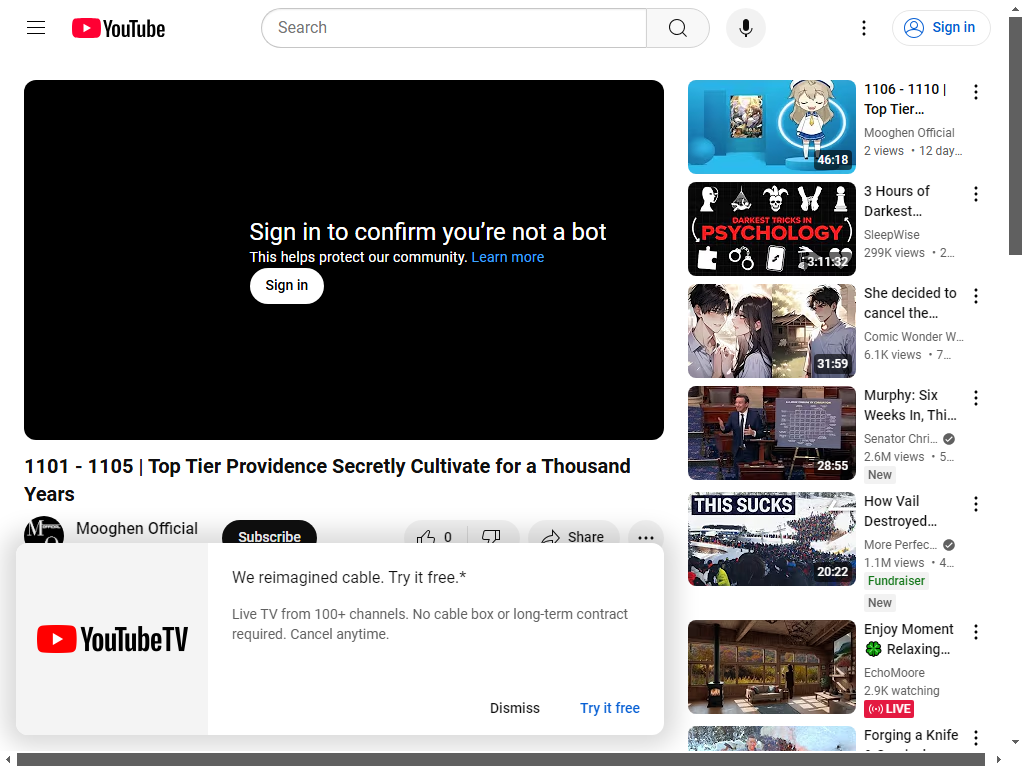 YouTube
Search
Sign in
Sign in to confirm you’re not a bot
This helps protect our community. Learn more
Sign in
1101 - 1105 | Top Tier Providence Secretly Cultivate for a Thousand
Years
Mooghen Official
Subscribe
0
Share
We reimagined cable. Try it free.*
Live TV from 100+ channels. No cable box or long-term contract
required. Cancel anytime.
YouTubeTV
Dismiss
Try it free
46:18
1106 - 1110 |
Top Tier…
Mooghen Official
2 views • 12 day…
DARKEST TRICKS IN
PSYCHOLOGY
3:11:32
3 Hours of
Darkest…
SleepWise
299K views • 2…
31:59
She decided to
cancel the…
Comic Wonder W…
6.1K views • 7…
28:55
Murphy: Six
Weeks In, Thi…
Senator Chri…
2.6M views • 5…
New
THIS SUCKS
20:22
How Vail
Destroyed…
More Perfec…
1.1M views • 4…
Fundraiser
New
Enjoy Moment
🍀 Relaxing…
EchoMoore
2.9K watching
LIVE
Forging a Knife